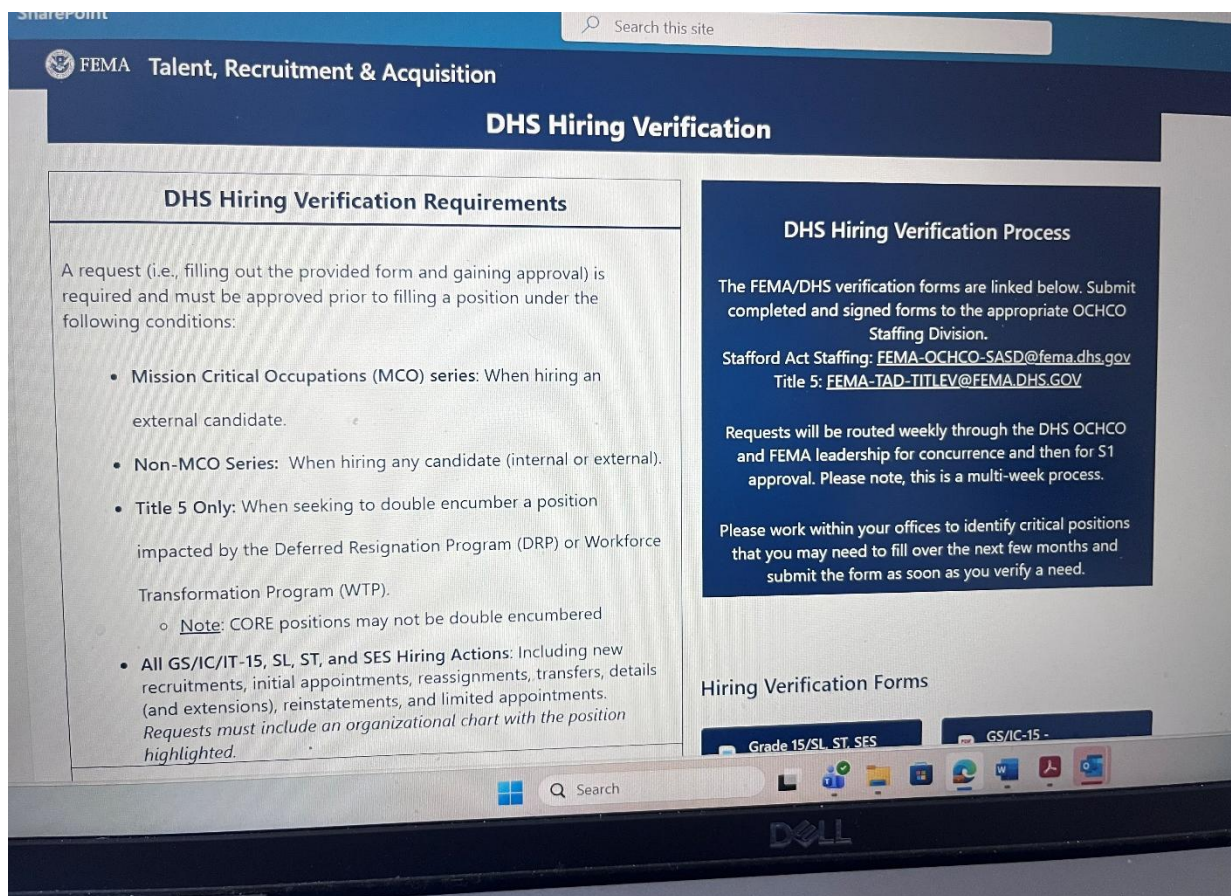 SharePoint
Search this site
FEMA Talent, Recruitment & Acquisition
DHS Hiring Verification
DHS Hiring Verification Requirements
A request (i.e., filling out the provided form and gaining approval) is
required and must be approved prior to filling a position under the
following conditions:
• Mission Critical Occupations (MCO) series: When hiring an
external candidate.
• Non-MCO Series: When hiring any candidate (internal or external).
• Title 5 Only: When seeking to double encumber a position
impacted by the Deferred Resignation Program (DRP) or Workforce
Transformation Program (WTP).
○ Note: CORE positions may not be double encumbered
• All GS/IC/IT-15, SL, ST, and SES Hiring Actions: Including new
recruitments, initial appointments, reassignments, transfers, details
(and extensions), reinstatements, and limited appointments.
Requests must include an organizational chart with the position
highlighted.
DHS Hiring Verification Process
The FEMA/DHS verification forms are linked below. Submit
completed and signed forms to the appropriate OCHCO
Staffing Division.
Stafford Act Staffing: FEMA-OCHCO-SASD@fema.dhs.gov
Title 5: FEMA-TAD-TITLEV@FEMA.DHS.GOV
Requests will be routed weekly through the DHS OCHCO
and FEMA leadership for concurrence and then for S1
approval. Please note, this is a multi-week process.
Please work within your offices to identify critical positions
that you may need to fill over the next few months and
submit the form as soon as you verify a need.
Hiring Verification Forms
Grade 15/SL, ST, SES
GS/IC-15 -
Search
DELL